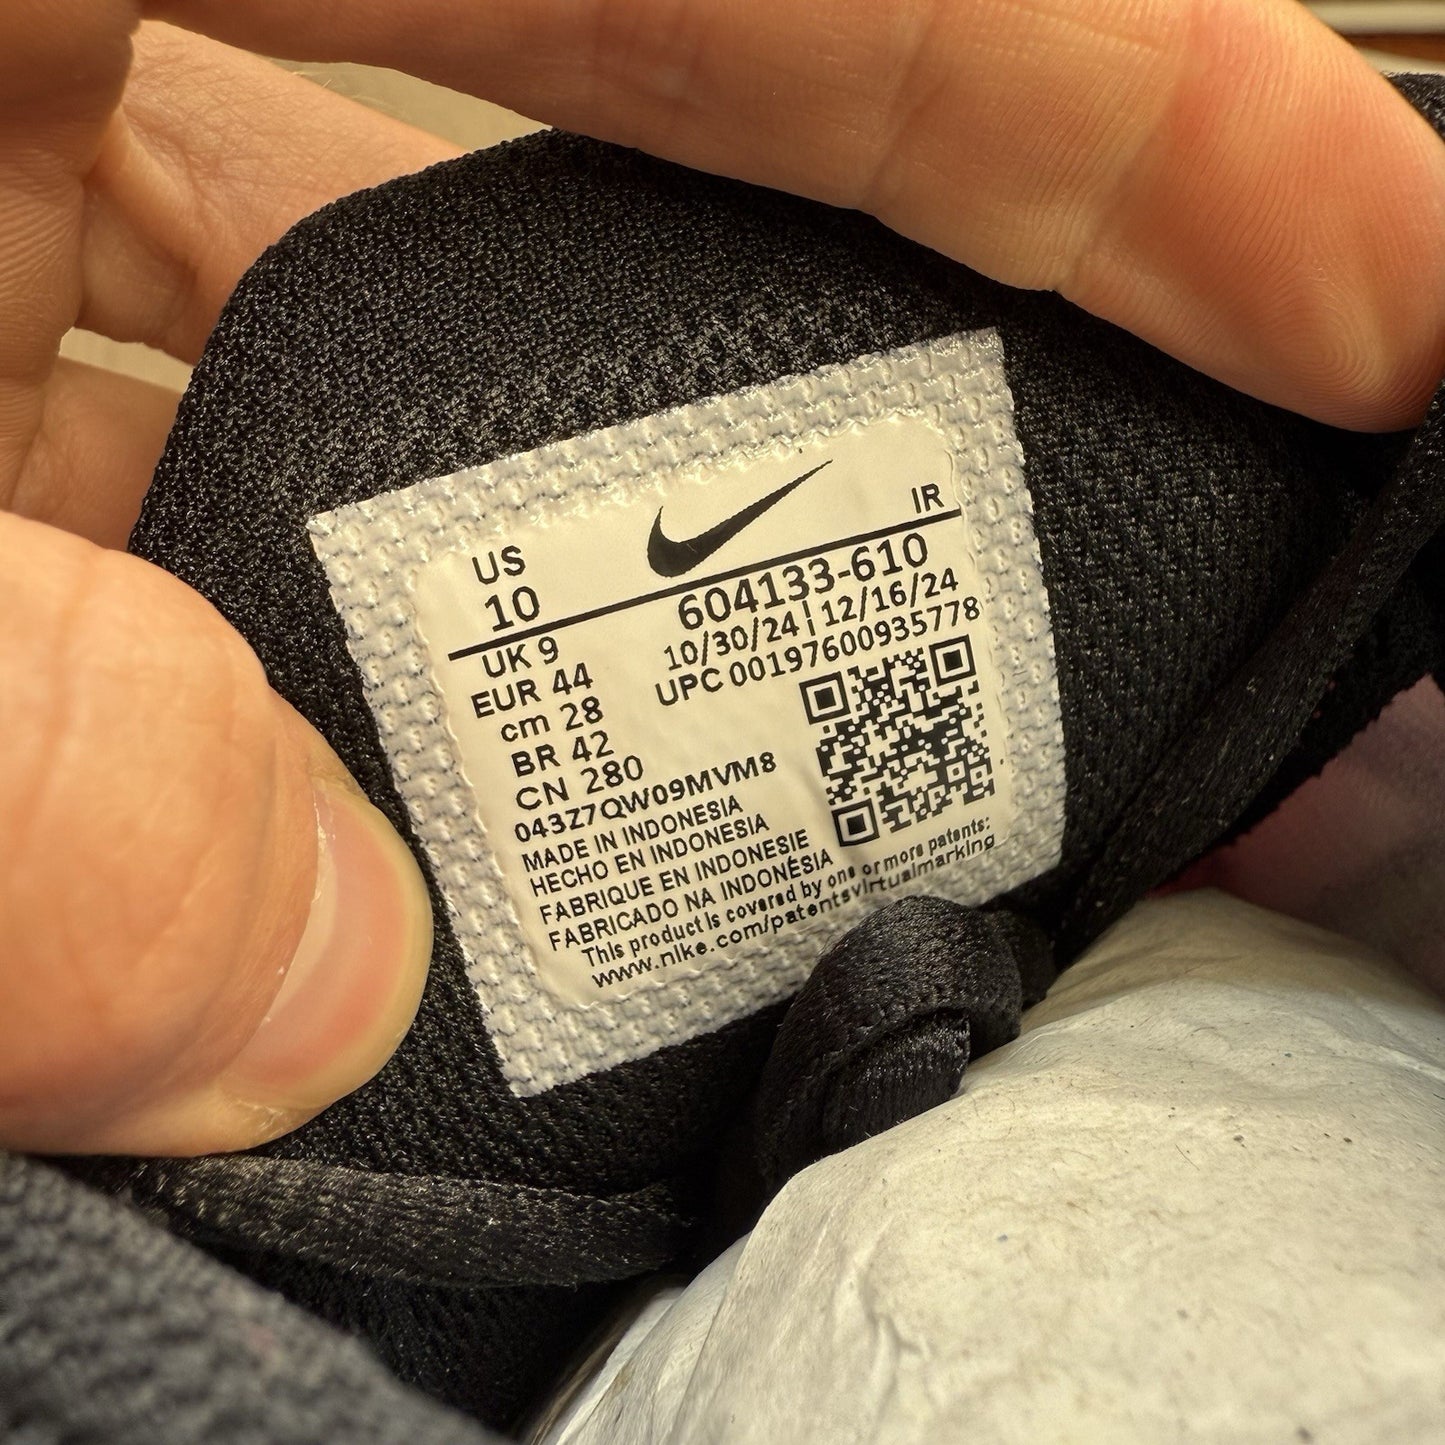 US
10
IR
604133-610
10/30/24 | 12/16/24
UPC 00197600935778
UK 9
EUR 44
cm 28
BR 42
CN 280
043Z7QW09MVM8
MADE IN INDONESIA
HECHO EN INDONESIA
FABRIQUE EN INDONESIE
FABRICADO NA INDONÉSIA
This product is covered by one or more patents:
www.nike.com/patentsvirtualmarking